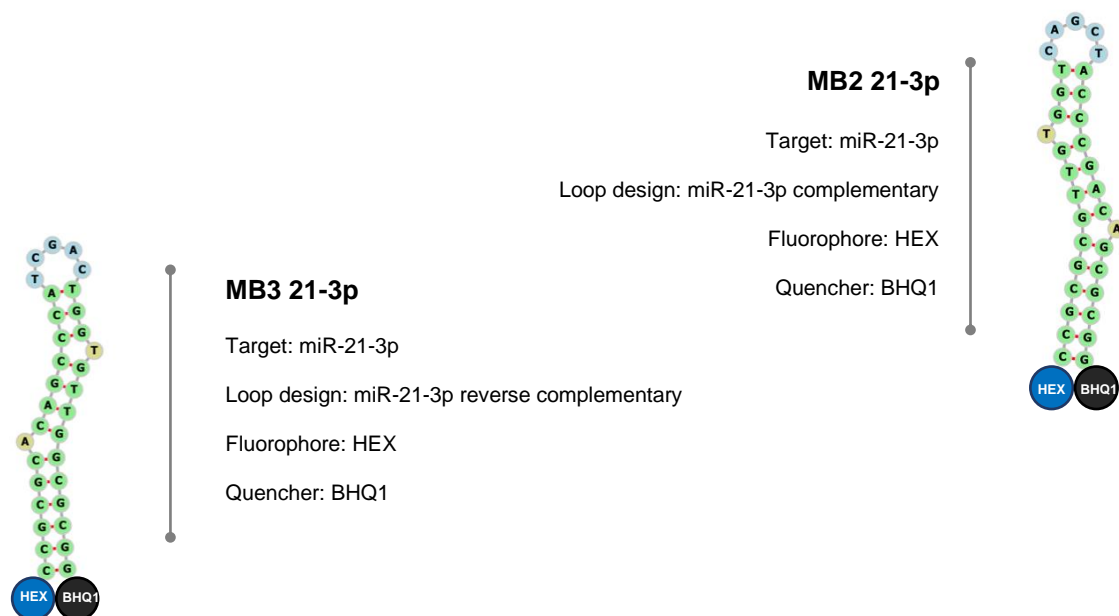 MB2 21-3p
Target: miR-21-3p
Loop design: miR-21-3p complementary
Fluorophore: HEX
Quencher: BHQ1
CCGCGCGTTGTGGTCAGCTACCCGACAGCGCGG
HEX BHQ1
MB3 21-3p
Target: miR-21-3p
Loop design: miR-21-3p reverse complementary
Fluorophore: HEX
Quencher: BHQ1
CCGCGCACAGCCCATCGACTGGTGTTGGCGCGG
HEX BHQ1